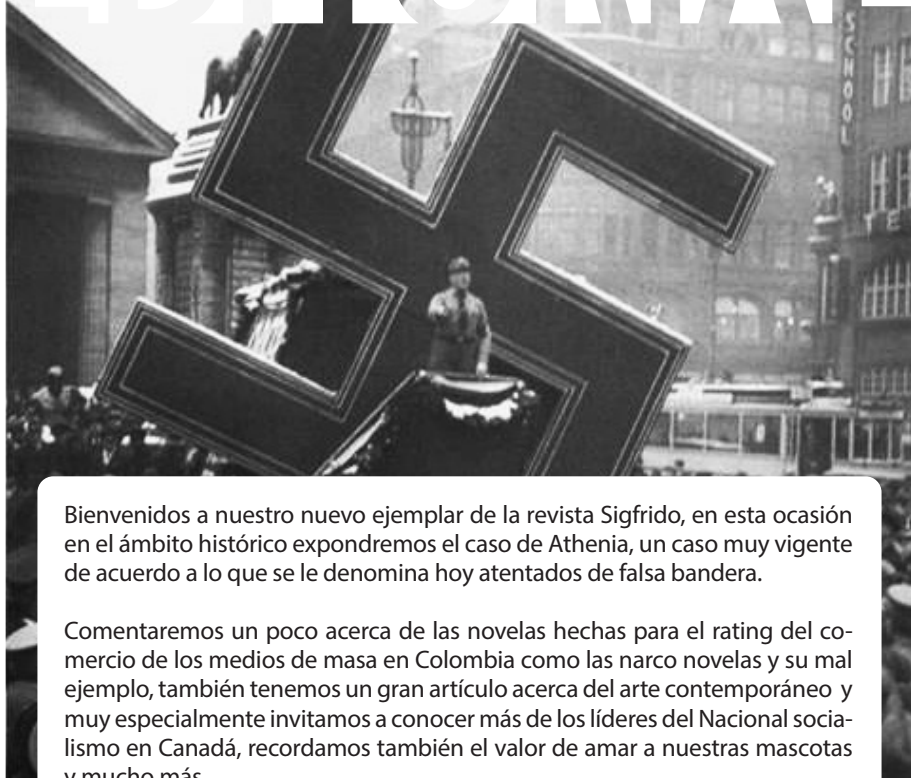 EDITORIAL
SCHOOL
Bienvenidos a nuestro nuevo ejemplar de la revista Sigfrido, en esta ocasión
en el ámbito histórico expondremos el caso de Athenia, un caso muy vigente
de acuerdo a lo que se le denomina hoy atentados de falsa bandera.
Comentaremos un poco acerca de las novelas hechas para el rating del co-
mercio de los medios de masa en Colombia como las narco novelas y su mal
ejemplo, también tenemos un gran artículo acerca del arte contemporáneo y
muy especialmente invitamos a conocer más de los líderes del Nacional socia-
lismo en Canadá, recordamos también el valor de amar a nuestras mascotas
y mucho más